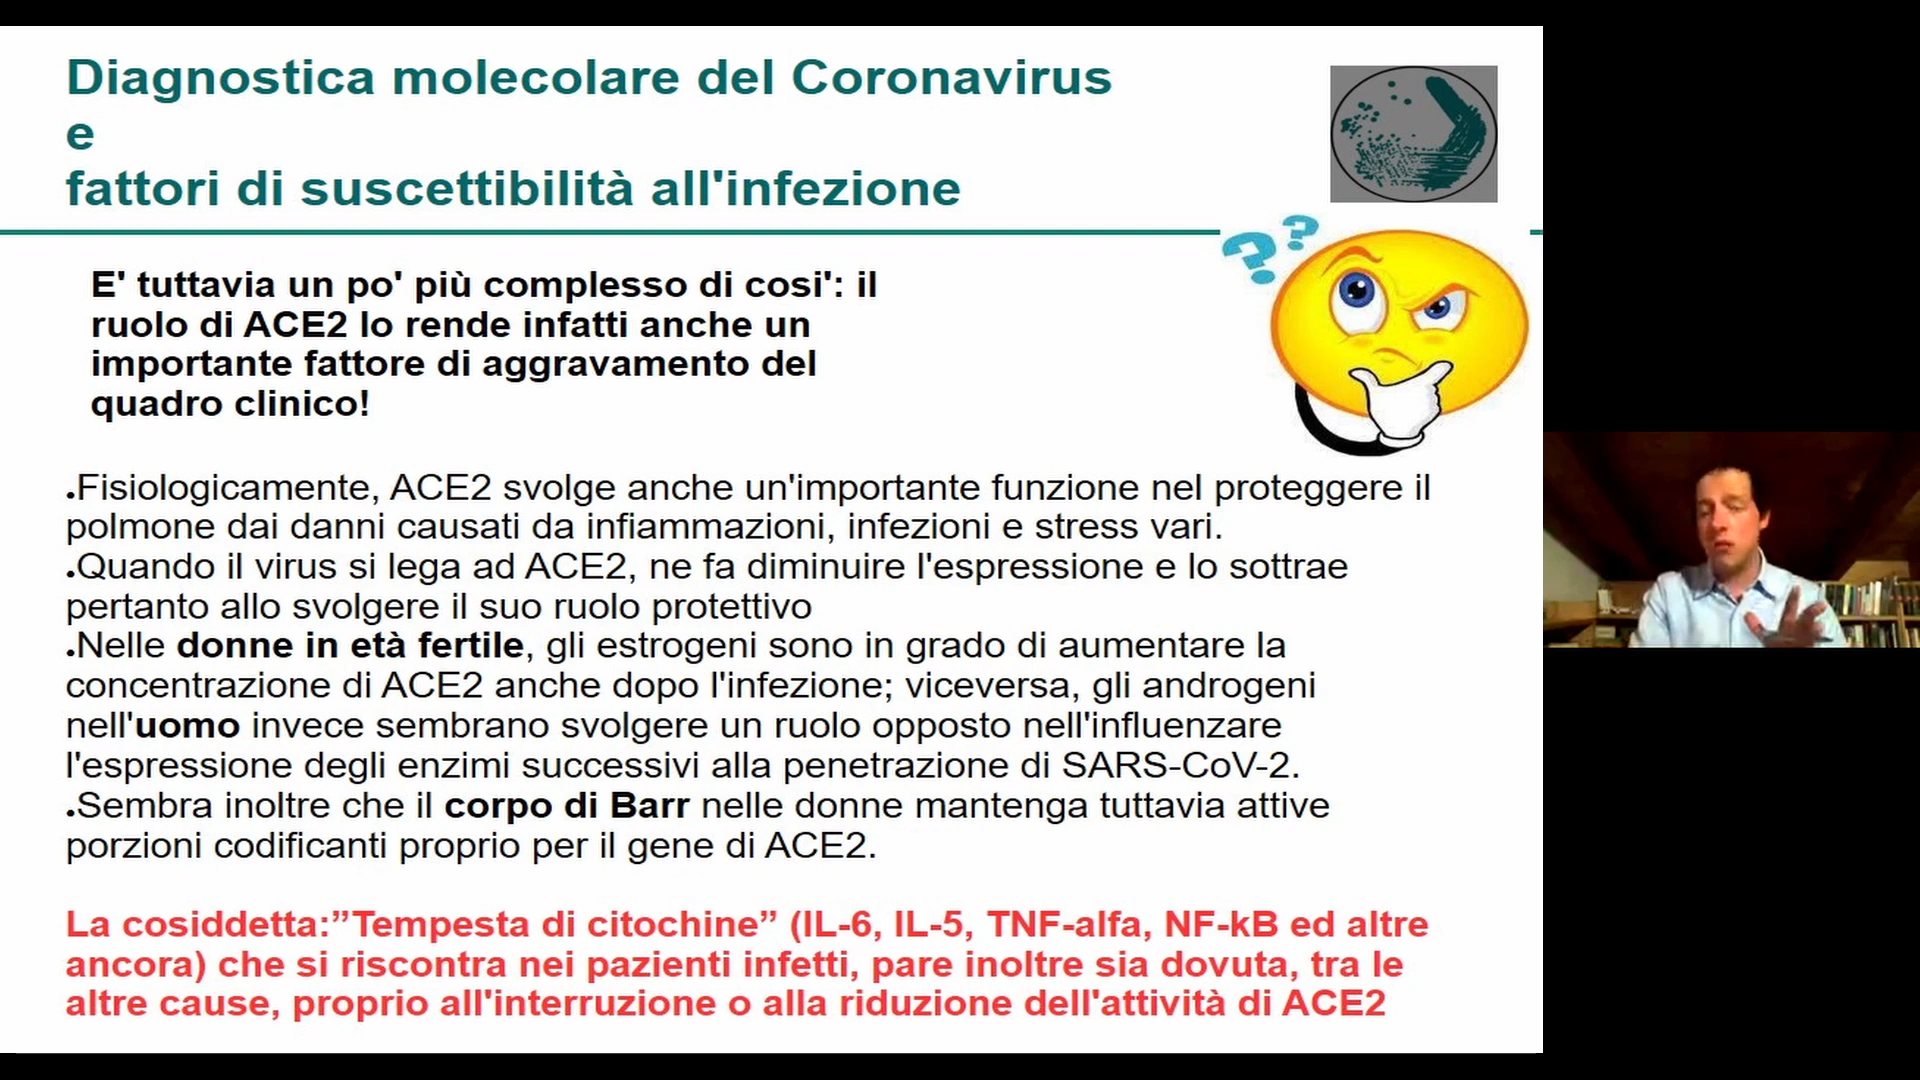 Diagnostica molecolare del Coronavirus
e
fattori di suscettibilità all'infezione
? ?
E' tuttavia un po' più complesso di cosi': il
ruolo di ACE2 lo rende infatti anche un
importante fattore di aggravamento del
quadro clinico!
●Fisiologicamente, ACE2 svolge anche un'importante funzione nel proteggere il
polmone dai danni causati da infiammazioni, infezioni e stress vari.
●Quando il virus si lega ad ACE2, ne fa diminuire l'espressione e lo sottrae
pertanto allo svolgere il suo ruolo protettivo
●Nelle donne in età fertile, gli estrogeni sono in grado di aumentare la
concentrazione di ACE2 anche dopo l'infezione; viceversa, gli androgeni
nell'uomo invece sembrano svolgere un ruolo opposto nell'influenzare
l'espressione degli enzimi successivi alla penetrazione di SARS-CoV-2.
●Sembra inoltre che il corpo di Barr nelle donne mantenga tuttavia attive
porzioni codificanti proprio per il gene di ACE2.
La cosiddetta:”Tempesta di citochine” (IL-6, IL-5, TNF-alfa, NF-kB ed altre
ancora) che si riscontra nei pazienti infetti, pare inoltre sia dovuta, tra le
altre cause, proprio all'interruzione o alla riduzione dell'attività di ACE2